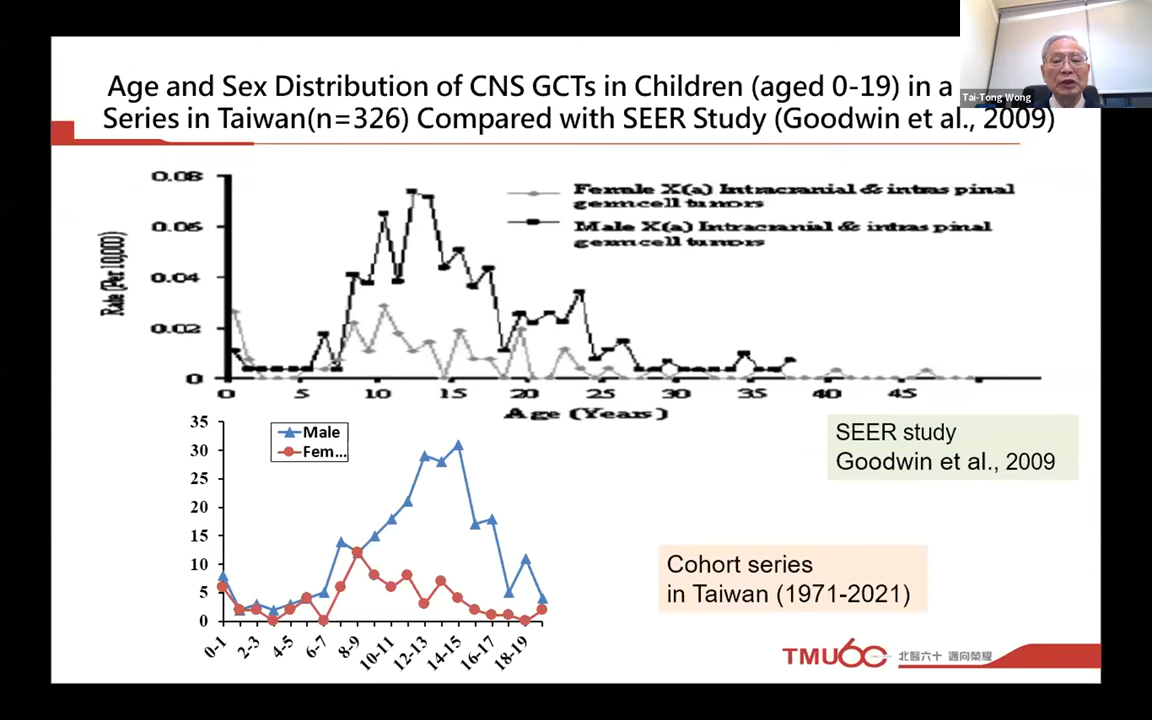 Tai-Tong Wong
Age and Sex Distribution of CNS GCTs in Children (aged 0-19) in a
Series in Taiwan(n=326) Compared with SEER Study (Goodwin et al., 2009)
0.08
0.06
0.04
0.02
0
Rate (Per 10,000)
Female X(a) Intracranial & intras pinal
germcell tumors
Male X(a) Intracranial & intras pinal
germcell tumors
0 5 10 15 20 25 30 35 40 45
Age (Years)
35
30
25
20
15
10
5
0
Male
Fem...
0-1 2-3 4-5 6-7 8-9 10-11 12-13 14-15 16-17 18-19
SEER study
Goodwin et al., 2009
Cohort series
in Taiwan (1971-2021)
TMU60 北醫六十 邁向榮耀